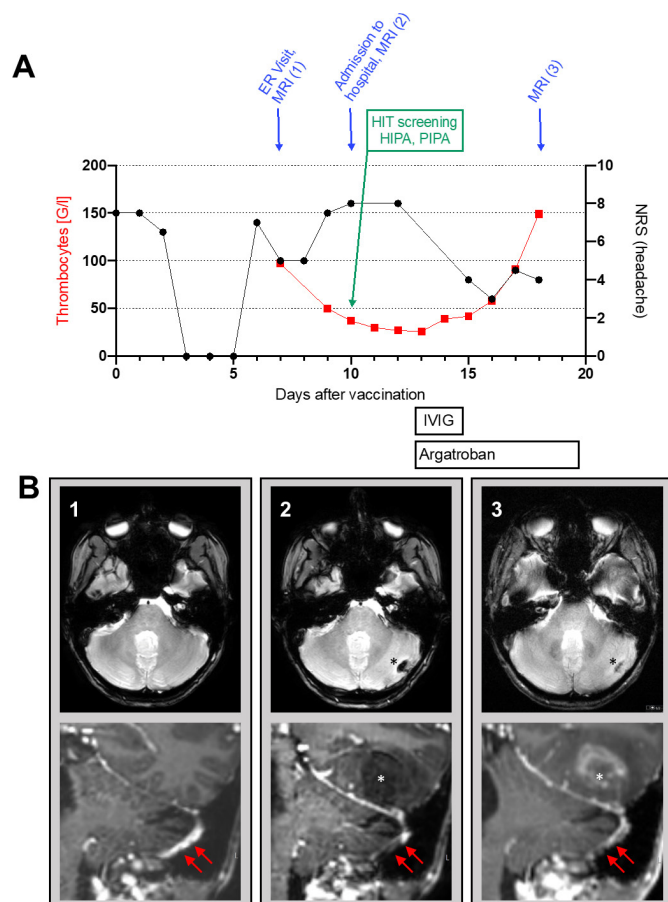 A
ER Visit,
MRI (1)
Admission to
hospital, MRI (2)
MRI (3)
HIT screening
HIPA, PIPA
Thrombocytes [G/l]
200
150
100
50
0
10
8
6
4
2
0
NRS (headache)
0
5
10
15
20
Days after vaccination
IVIG
Argatroban
B
1
2
3
*
*
*
*
L
L
L